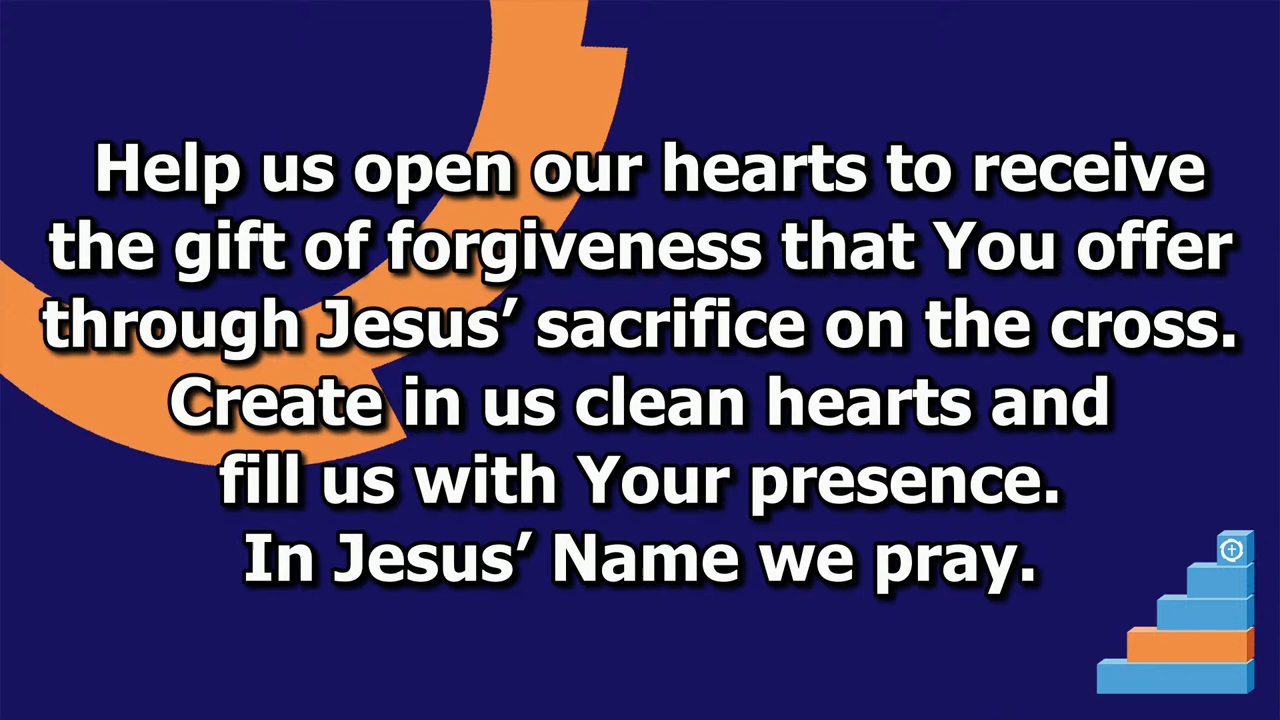 Help us open our hearts to receive
the gift of forgiveness that You offer
through Jesus’ sacrifice on the cross.
Create in us clean hearts and
fill us with Your presence.
In Jesus’ Name we pray.